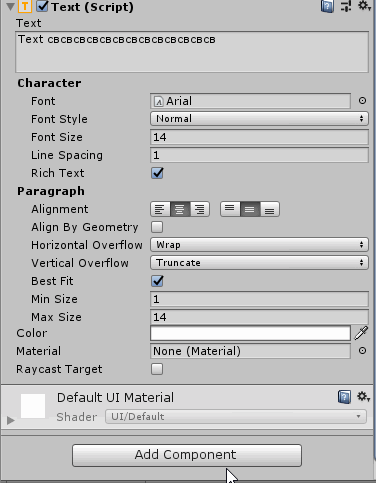 Text (Script)
Text
Text свсвсвсвсвсвсвсвсвсвсвсвсв
Character
Font Arial
Font Style Normal
Font Size 14
Line Spacing 1
Rich Text
Paragraph
Alignment
Align By Geometry
Horizontal Overflow Wrap
Vertical Overflow Truncate
Best Fit
Min Size 1
Max Size 14
Color
Material None (Material)
Raycast Target
Default UI Material
Shader UI/Default
Add Component